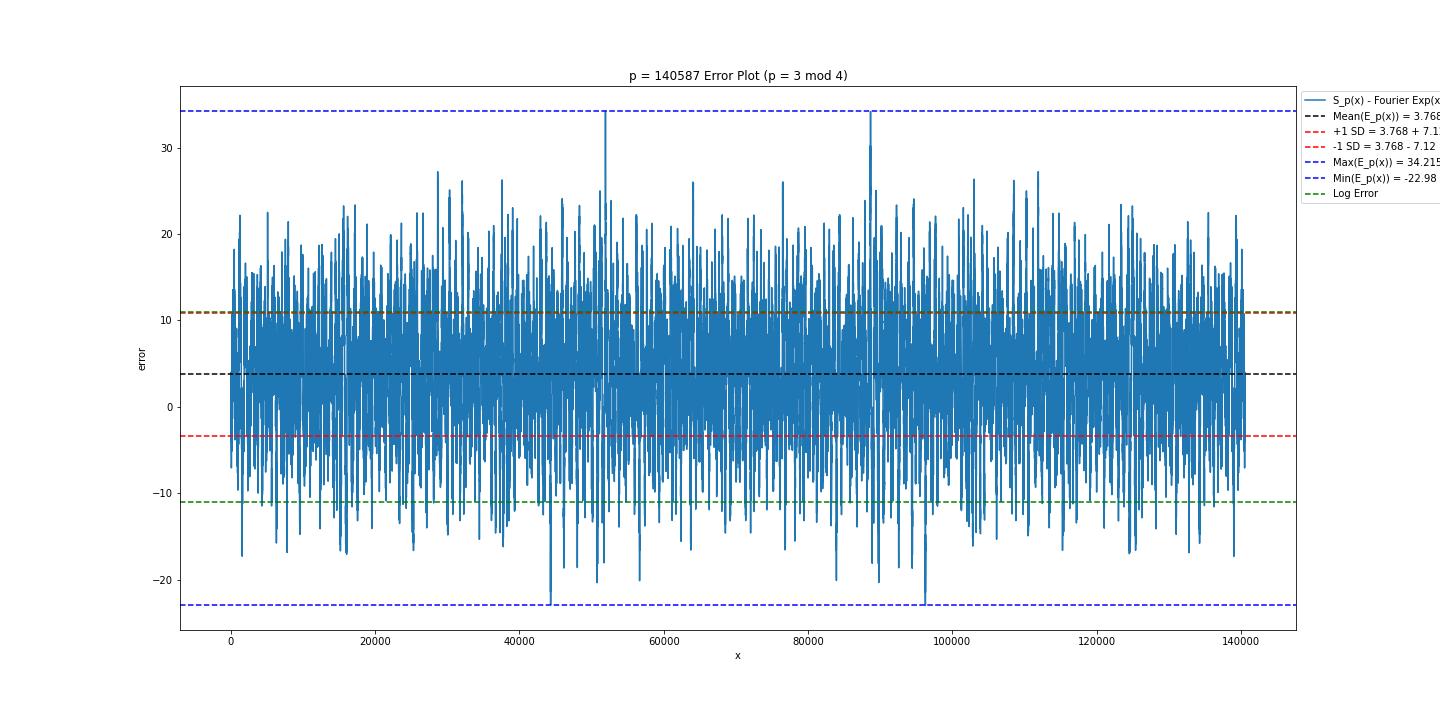 p = 140587 Error Plot (p = 3 mod 4)
S_p(x) - Fourier Exp(x
Mean(E_p(x)) = 3.768
+1 SD = 3.768 + 7.1
-1 SD = 3.768 - 7.12
Max(E_p(x)) = 34.215
Min(E_p(x)) = -22.98
Log Error
error
30
20
10
0
−10
−20
0 20000 40000 60000 80000 100000 120000 140000
x